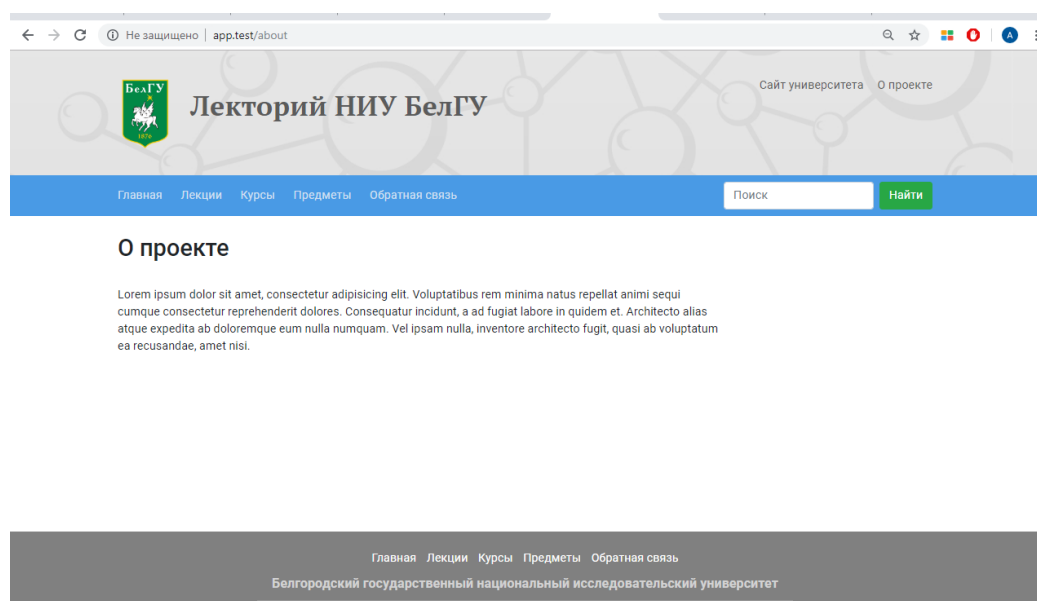 Не защищено | app.test/about
A
Сайт университета О проекте
БелГУ
1876
Лекторий НИУ БелГУ
Главная Лекции Курсы Предметы Обратная связь Поиск Найти
О проекте
Lorem ipsum dolor sit amet, consectetur adipisicing elit. Voluptatibus rem minima natus repellat animi sequi
cumque consectetur reprehenderit dolores. Consequatur incidunt, a ad fugiat labore in quidem et. Architecto alias
atque expedita ab doloremque eum nulla numquam. Vel ipsam nulla, inventore architecto fugit, quasi ab voluptatum
ea recusandae, amet nisi.
Главная Лекции Курсы Предметы Обратная связь
Белгородский государственный национальный исследовательский университет